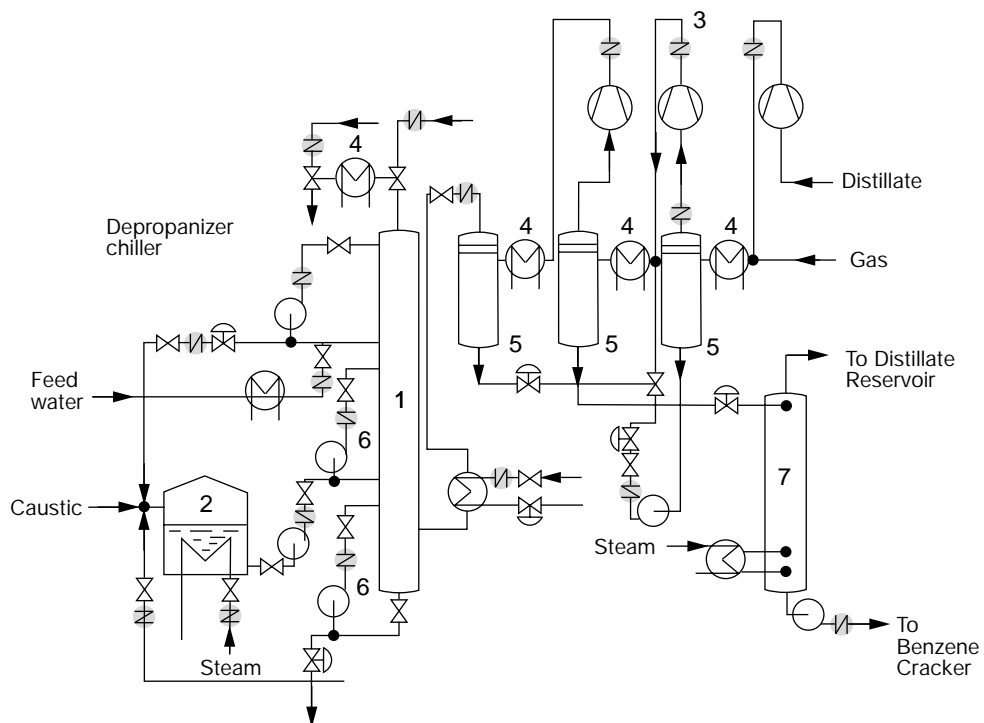 3
4
Distillate
Depropanizer
chiller
4
4
4
Gas
5
5
To Distillate
Reservoir
Feed
water
1
6
7
2
Caustic
Steam
6
To
Benzene
Cracker
Steam